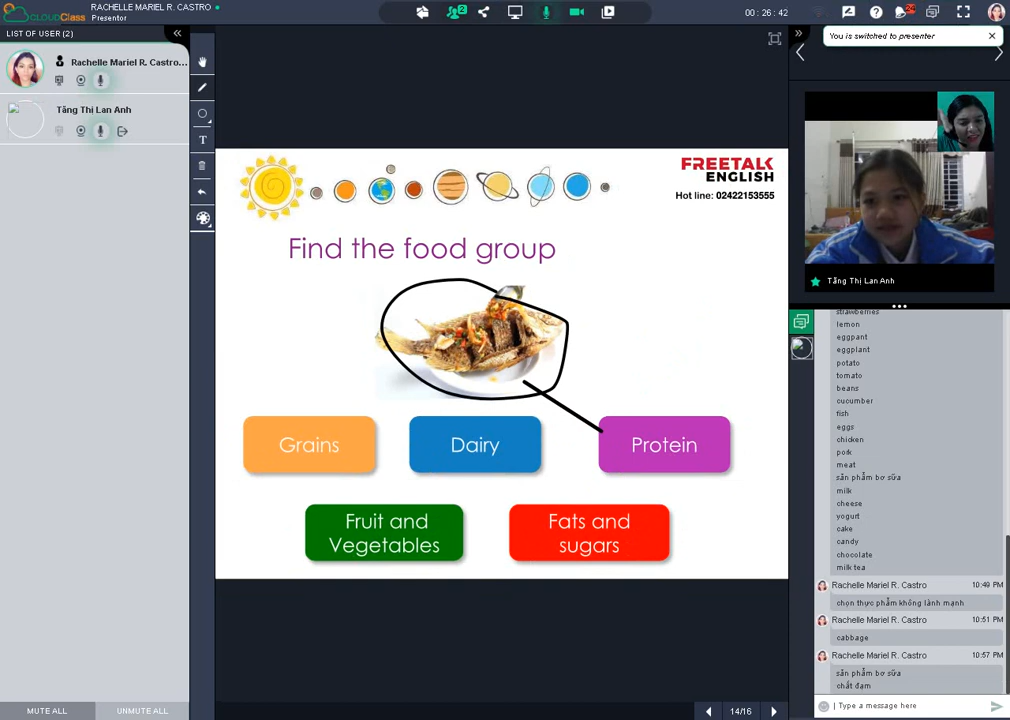 CLOUDCLASS
RACHELLE MARIEL R. CASTRO
Presentor
2
00 : 26 : 42
LIST OF USER (2)
Rachelle Mariel R. Castro...
Tăng Thị Lan Anh
FREETALK
ENGLISH
Hot line: 02422153555
Find the food group
Grains
Dairy
Protein
Fruit and
Vegetables
Fats and
sugars
You is switched to presenter
Tăng Thị Lan Anh
strawberries
lemon
eggpant
eggplant
potato
tomato
beans
cucumber
fish
eggs
chicken
pork
meat
sản phẩm bơ sữa
milk
cheese
yogurt
cake
candy
chocolate
milk tea
Rachelle Mariel R. Castro 10:49 PM
chọn thực phẩm không lành mạnh
Rachelle Mariel R. Castro 10:51 PM
cabbage
Rachelle Mariel R. Castro 10:57 PM
sản phẩm bơ sữa
chất đạm
Type a message here
MUTE ALL
UNMUTE ALL
14/16